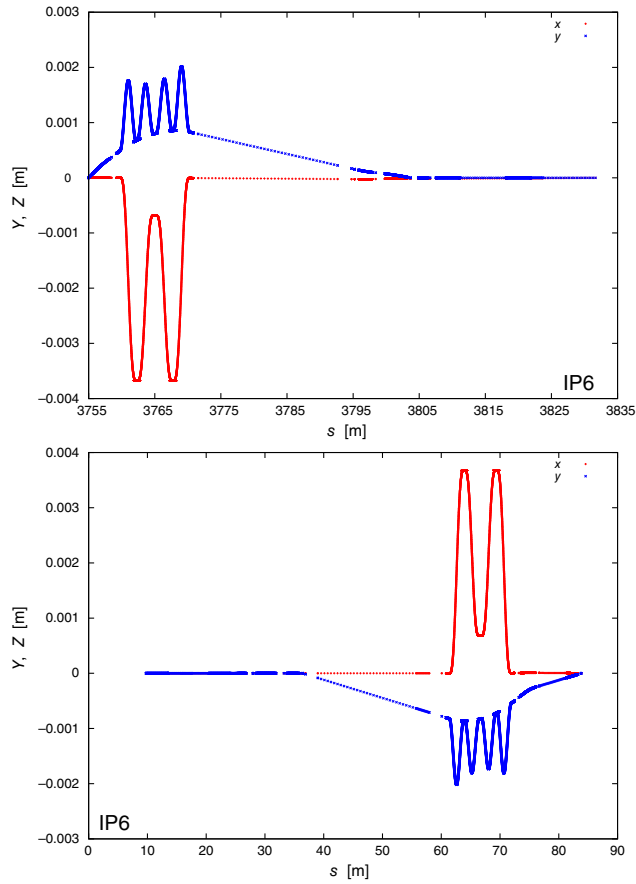 0.003
0.002
0.001
0
−0.001
−0.002
−0.003
−0.004
Y, Z [m]
x
y
IP6
3755 3765 3775 3785 3795 3805 3815 3825 3835
s [m]
0.004
0.003
0.002
0.001
0
−0.001
−0.002
−0.003
Y, Z [m]
x
y
IP6
0 10 20 30 40 50 60 70 80 90
s [m]